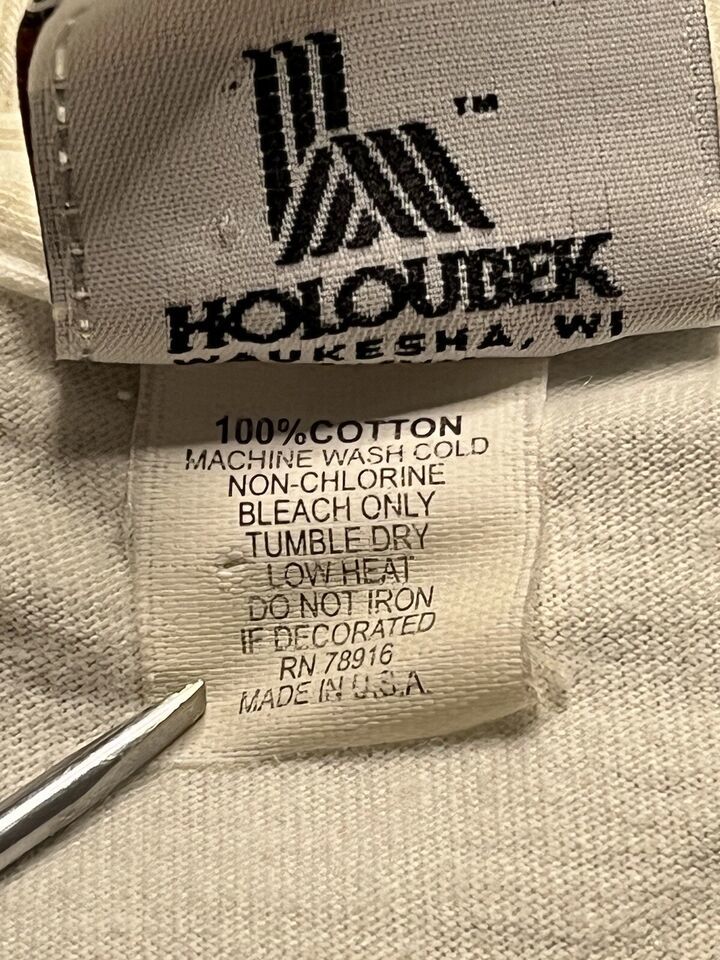 TM
HOLOUBEK
WAUKESHA, WI
100% COTTON
MACHINE WASH COLD
NON-CHLORINE
BLEACH ONLY
TUMBLE DRY
LOW HEAT
DO NOT IRON
IF DECORATED
RN 78916
MADE IN U.S.A.